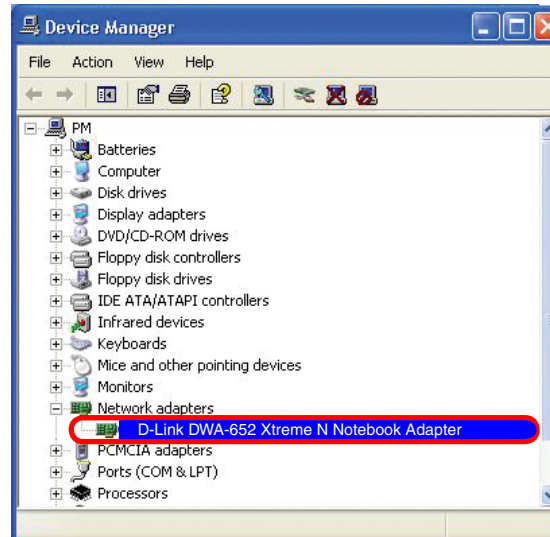 Device Manager
File Action View Help
PM
Batteries
Computer
Disk drives
Display adapters
DVD/CD-ROM drives
Floppy disk controllers
Floppy disk drives
IDE ATA/ATAPI controllers
Infrared devices
Keyboards
Mice and other pointing devices
Monitors
Network adapters
D-Link DWA-652 Xtreme N Notebook Adapter
PCMCIA adapters
Ports (COM & LPT)
Processors